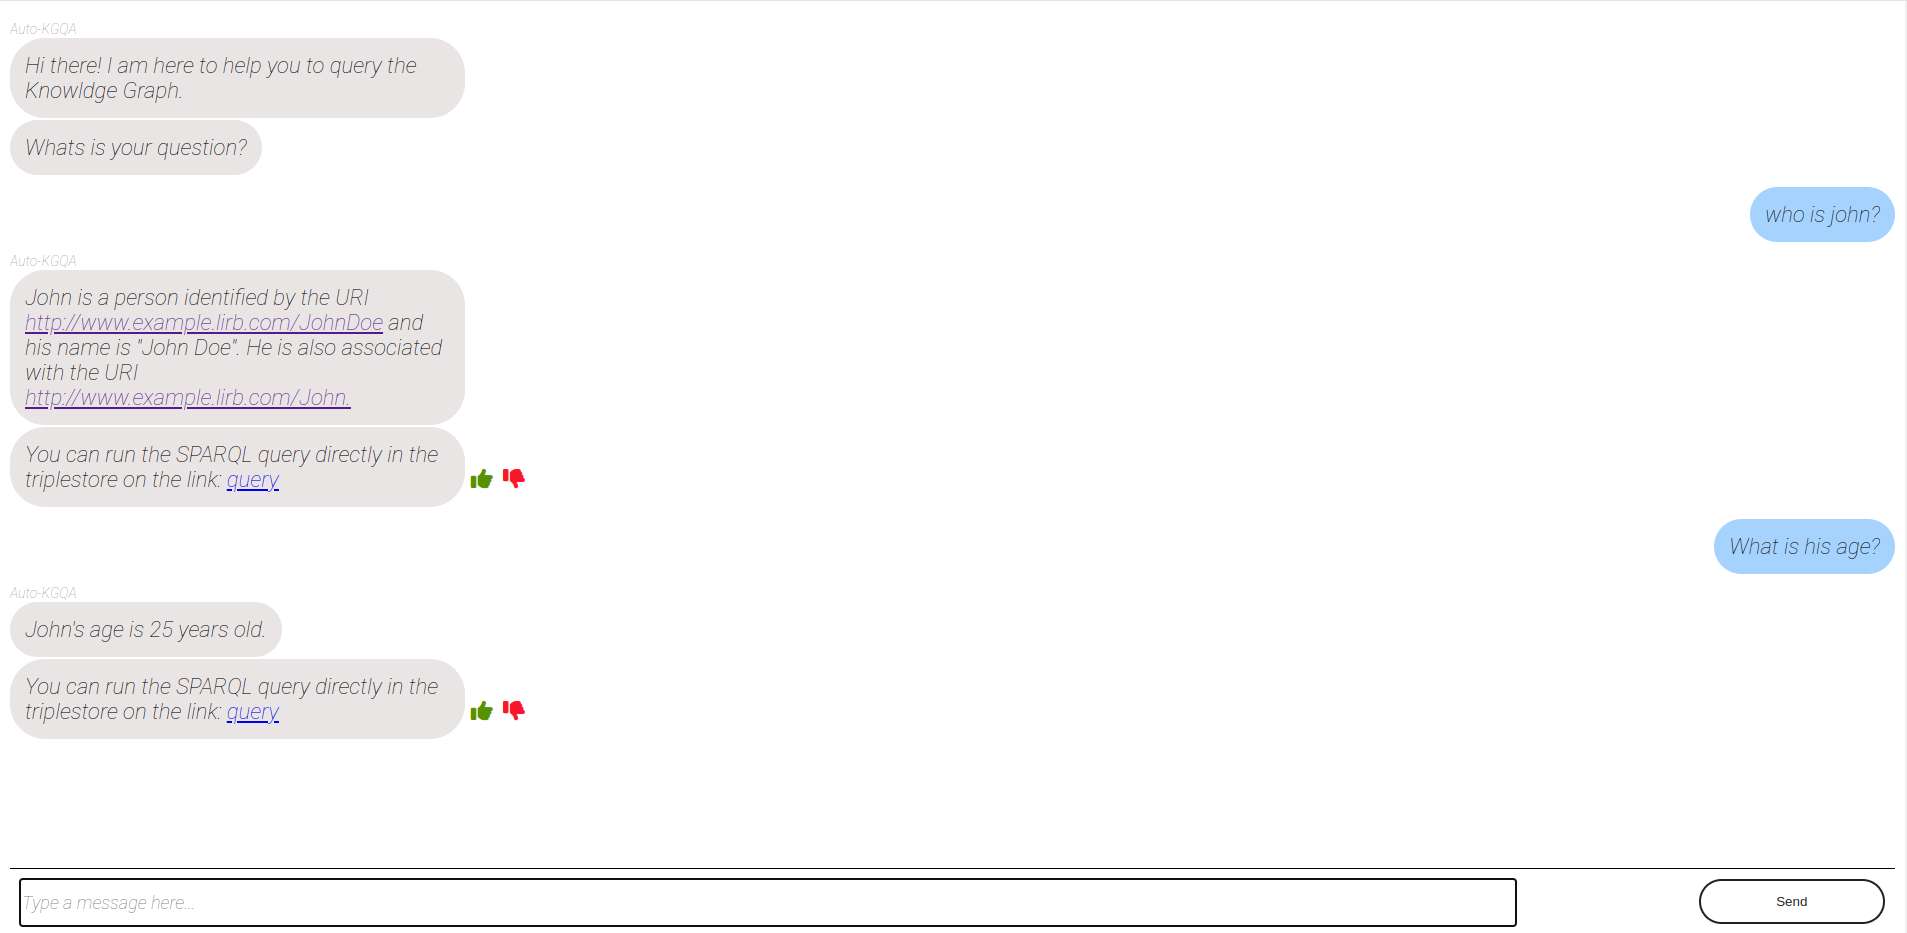 Auto-KGQA
Hi there! I am here to help you to query the
Knowldge Graph.
Whats is your question?
who is john?
Auto-KGQA
John is a person identified by the URI
http://www.example.lirb.com/JohnDoe and
his name is "John Doe". He is also associated
with the URI
http://www.example.lirb.com/John.
You can run the SPARQL query directly in the
triplestore on the link: query
What is his age?
Auto-KGQA
John's age is 25 years old.
You can run the SPARQL query directly in the
triplestore on the link: query
Type a message here...
Send